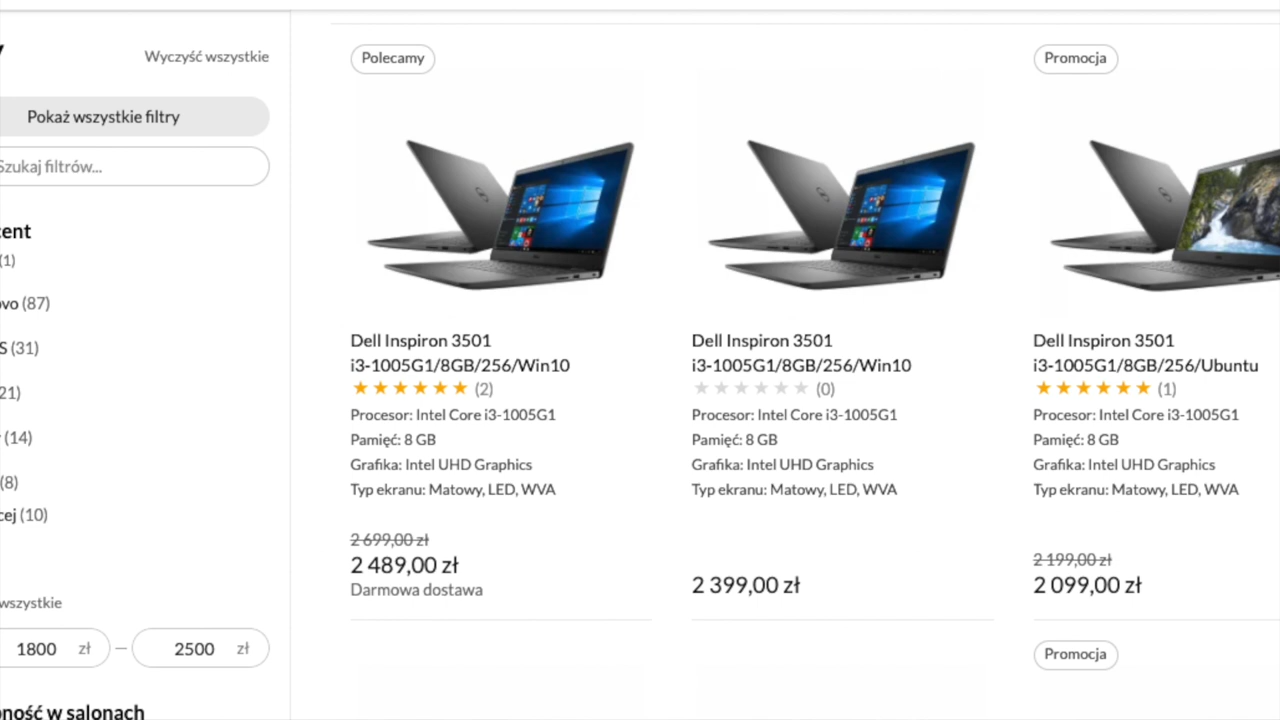 Wyczyść wszystkie
Pokaż wszystkie filtry
Szukaj filtrów...
cent
(1)
ovo (87)
S (31)
21)
(14)
(8)
cej (10)
wszystkie
1800 zł — 2500 zł
pność w salonach
Polecamy
Dell Inspiron 3501
i3-1005G1/8GB/256/Win10
(2)
Procesor: Intel Core i3-1005G1
Pamięć: 8 GB
Grafika: Intel UHD Graphics
Typ ekranu: Matowy, LED, WVA
2 699,00 zł
2 489,00 zł
Darmowa dostawa
Dell Inspiron 3501
i3-1005G1/8GB/256/Win10
(0)
Procesor: Intel Core i3-1005G1
Pamięć: 8 GB
Grafika: Intel UHD Graphics
Typ ekranu: Matowy, LED, WVA
2 399,00 zł
Promocja
Dell Inspiron 3501
i3-1005G1/8GB/256/Ubuntu
(1)
Procesor: Intel Core i3-1005G1
Pamięć: 8 GB
Grafika: Intel UHD Graphics
Typ ekranu: Matowy, LED, WVA
2 199,00 zł
2 099,00 zł
Promocja